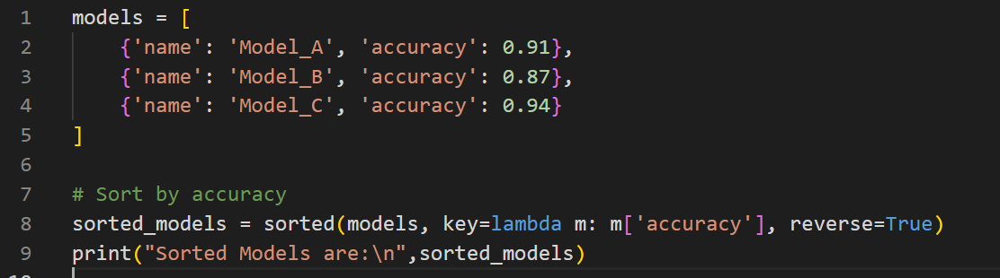 1 models = [
2     {'name': 'Model_A', 'accuracy': 0.91},
3     {'name': 'Model_B', 'accuracy': 0.87},
4     {'name': 'Model_C', 'accuracy': 0.94}
5 ]
6
7 # Sort by accuracy
8 sorted_models = sorted(models, key=lambda m: m['accuracy'], reverse=True)
9 print("Sorted Models are:\n",sorted_models)
10